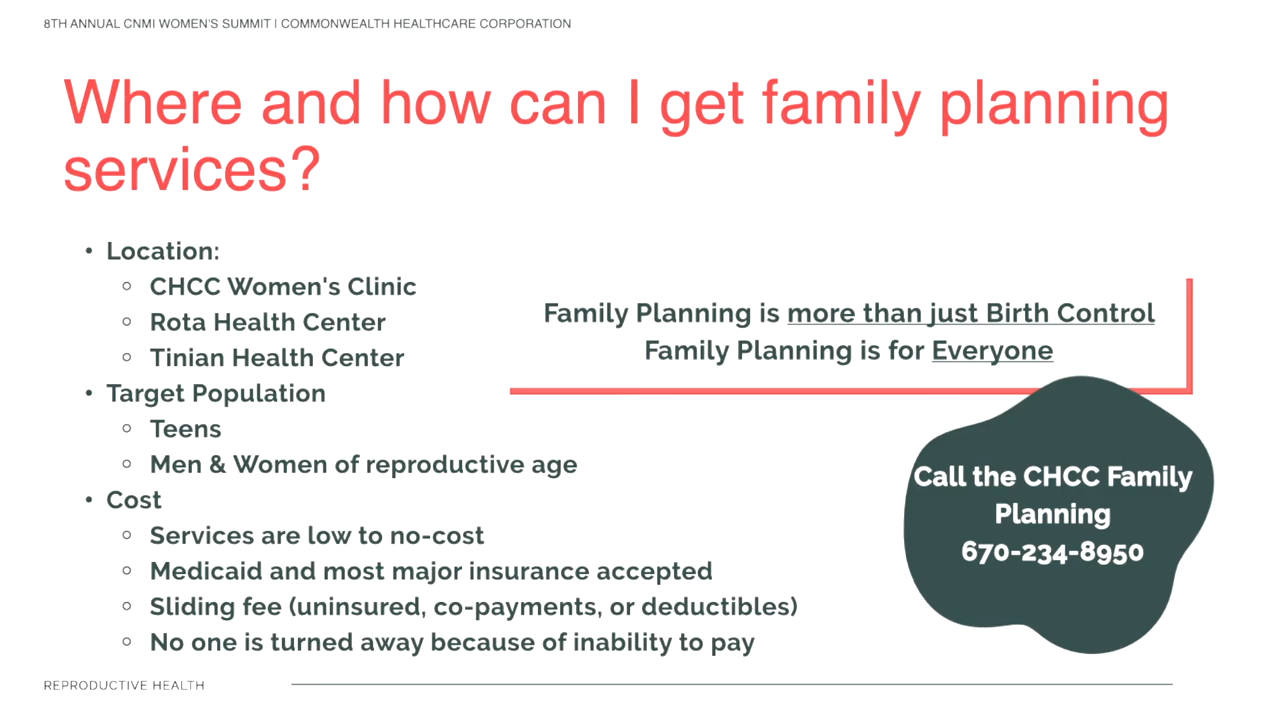 8TH ANNUAL CNMI WOMEN'S SUMMIT | COMMONWEALTH HEALTHCARE CORPORATION
Where and how can I get family planning
services?
• Location:
◦ CHCC Women's Clinic
◦ Rota Health Center
◦ Tinian Health Center
• Target Population
◦ Teens
◦ Men & Women of reproductive age
• Cost
◦ Services are low to no-cost
◦ Medicaid and most major insurance accepted
◦ Sliding fee (uninsured, co-payments, or deductibles)
◦ No one is turned away because of inability to pay
Family Planning is more than just Birth Control
Family Planning is for Everyone
Call the CHCC Family
Planning
670-234-8950
REPRODUCTIVE HEALTH